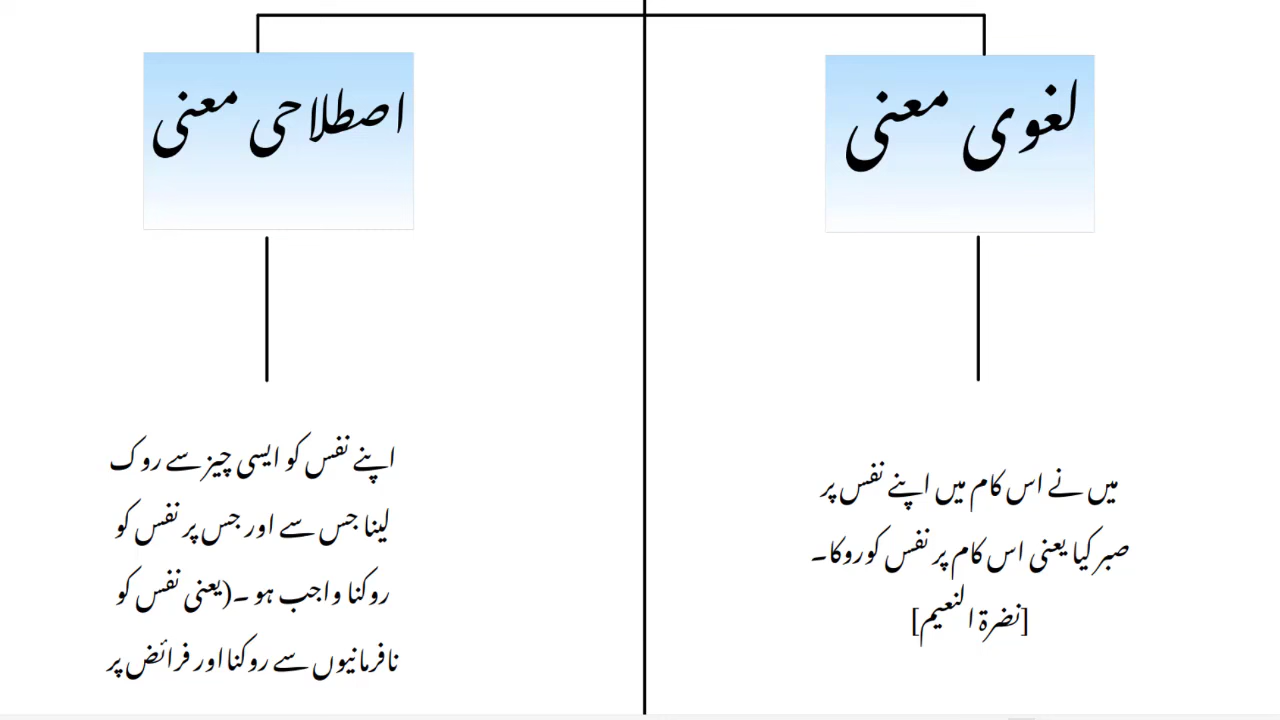 لغوی معنی
میں نے اس کام میں اپنے نفس پر
صبر کیا یعنی اس کام پر نفس کو روکا۔
[نضرة النعیم]
اصطلاحی معنی
اپنے نفس کو ایسی چیز سے روک
لینا جس سے اور جس پر نفس کو
روکنا واجب ہو۔(یعنی نفس کو
نافرمانیوں سے روکنا اور فرائض پر